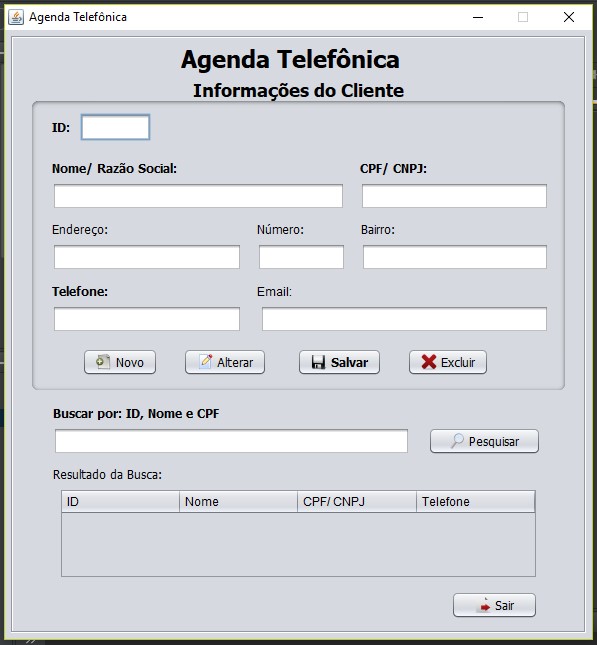 Agenda Telefônica
Agenda Telefônica
Informações do Cliente
ID:
Nome/ Razão Social: CPF/ CNPJ:
Endereço: Número: Bairro:
Telefone: Email:
Novo Alterar Salvar Excluir
Buscar por: ID, Nome e CPF
Pesquisar
Resultado da Busca:
ID Nome CPF/ CNPJ Telefone
Sair